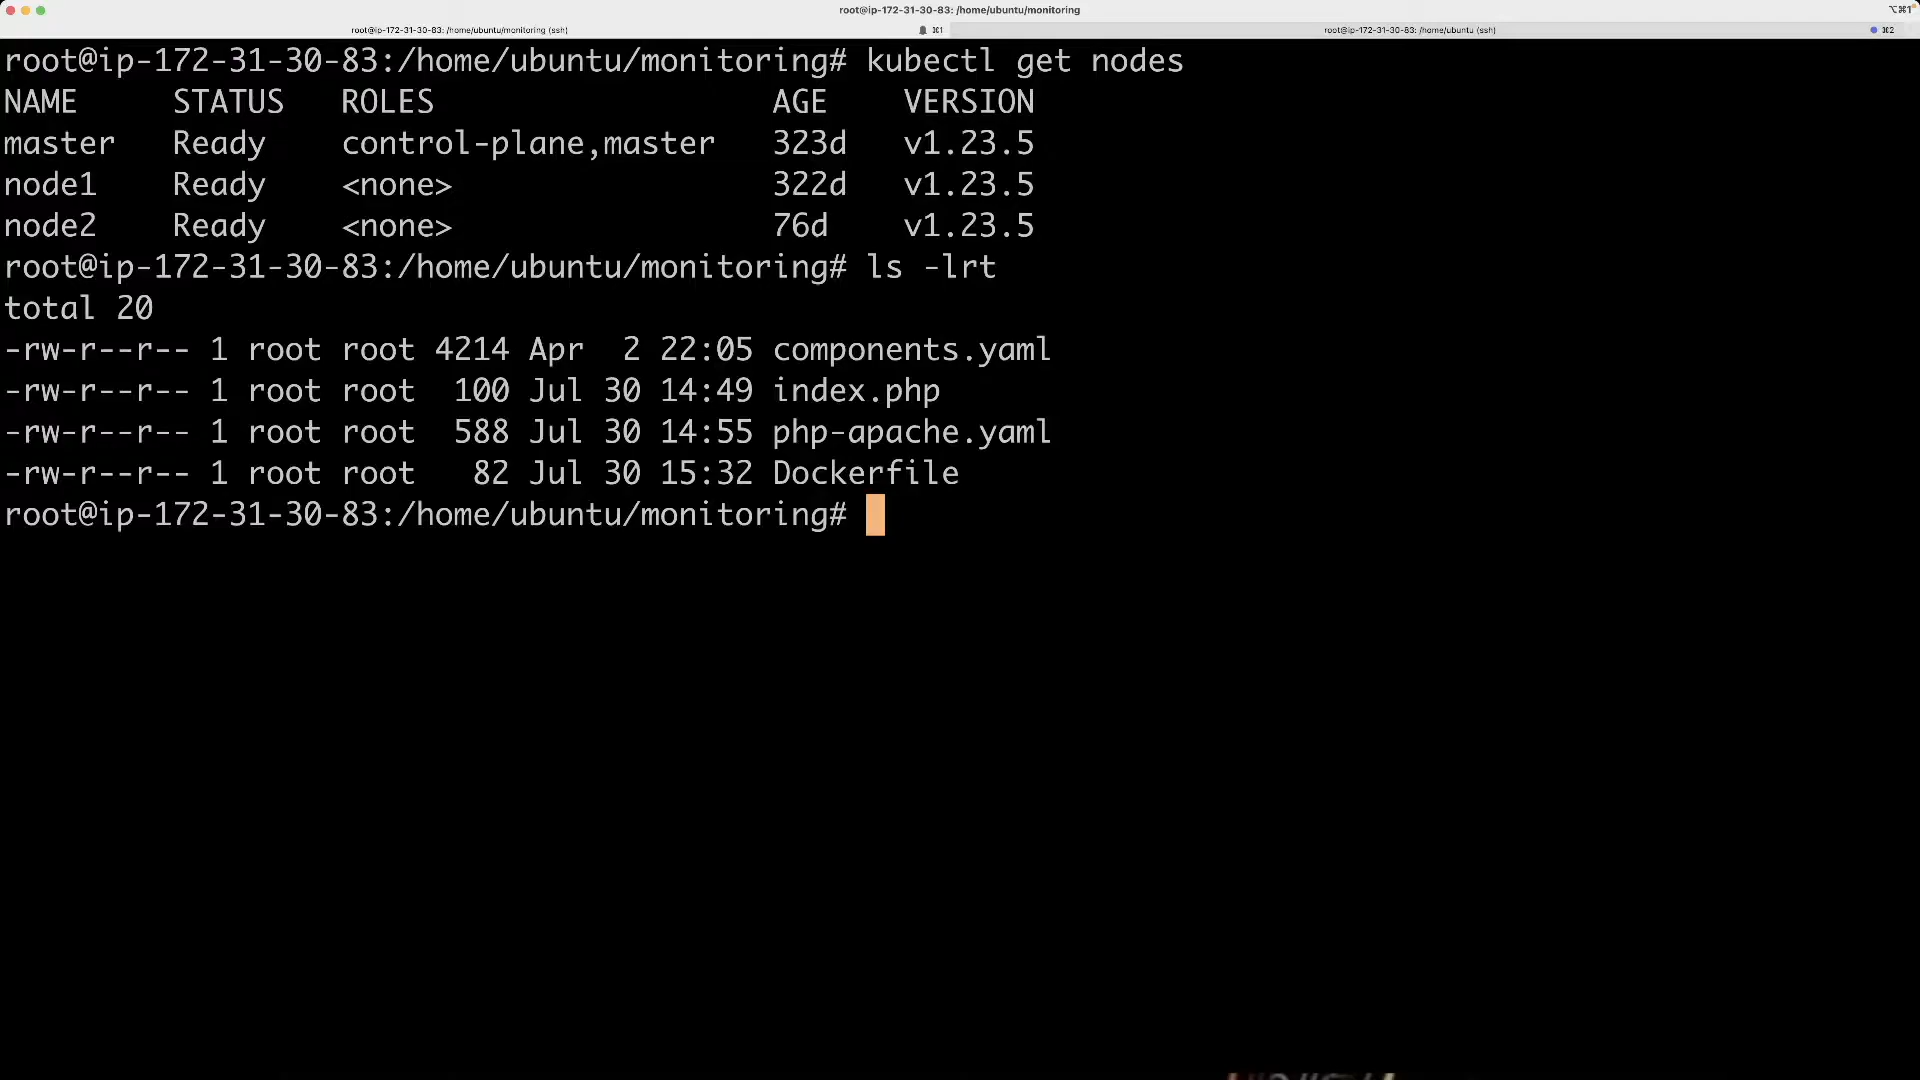 root@ip-172-31-30-83: /home/ubuntu/monitoring
⌥⌘1
root@ip-172-31-30-83: /home/ubuntu/monitoring (ssh)
⌘1
root@ip-172-31-30-83: /home/ubuntu (ssh)
⌘2
root@ip-172-31-30-83:/home/ubuntu/monitoring# kubectl get nodes
NAME     STATUS   ROLES                  AGE    VERSION
master   Ready    control-plane,master   323d   v1.23.5
node1    Ready    <none>                 322d   v1.23.5
node2    Ready    <none>                 76d    v1.23.5
root@ip-172-31-30-83:/home/ubuntu/monitoring# ls -lrt
total 20
-rw-r--r-- 1 root root 4214 Apr  2 22:05 components.yaml
-rw-r--r-- 1 root root  100 Jul 30 14:49 index.php
-rw-r--r-- 1 root root  588 Jul 30 14:55 php-apache.yaml
-rw-r--r-- 1 root root   82 Jul 30 15:32 Dockerfile
root@ip-172-31-30-83:/home/ubuntu/monitoring#